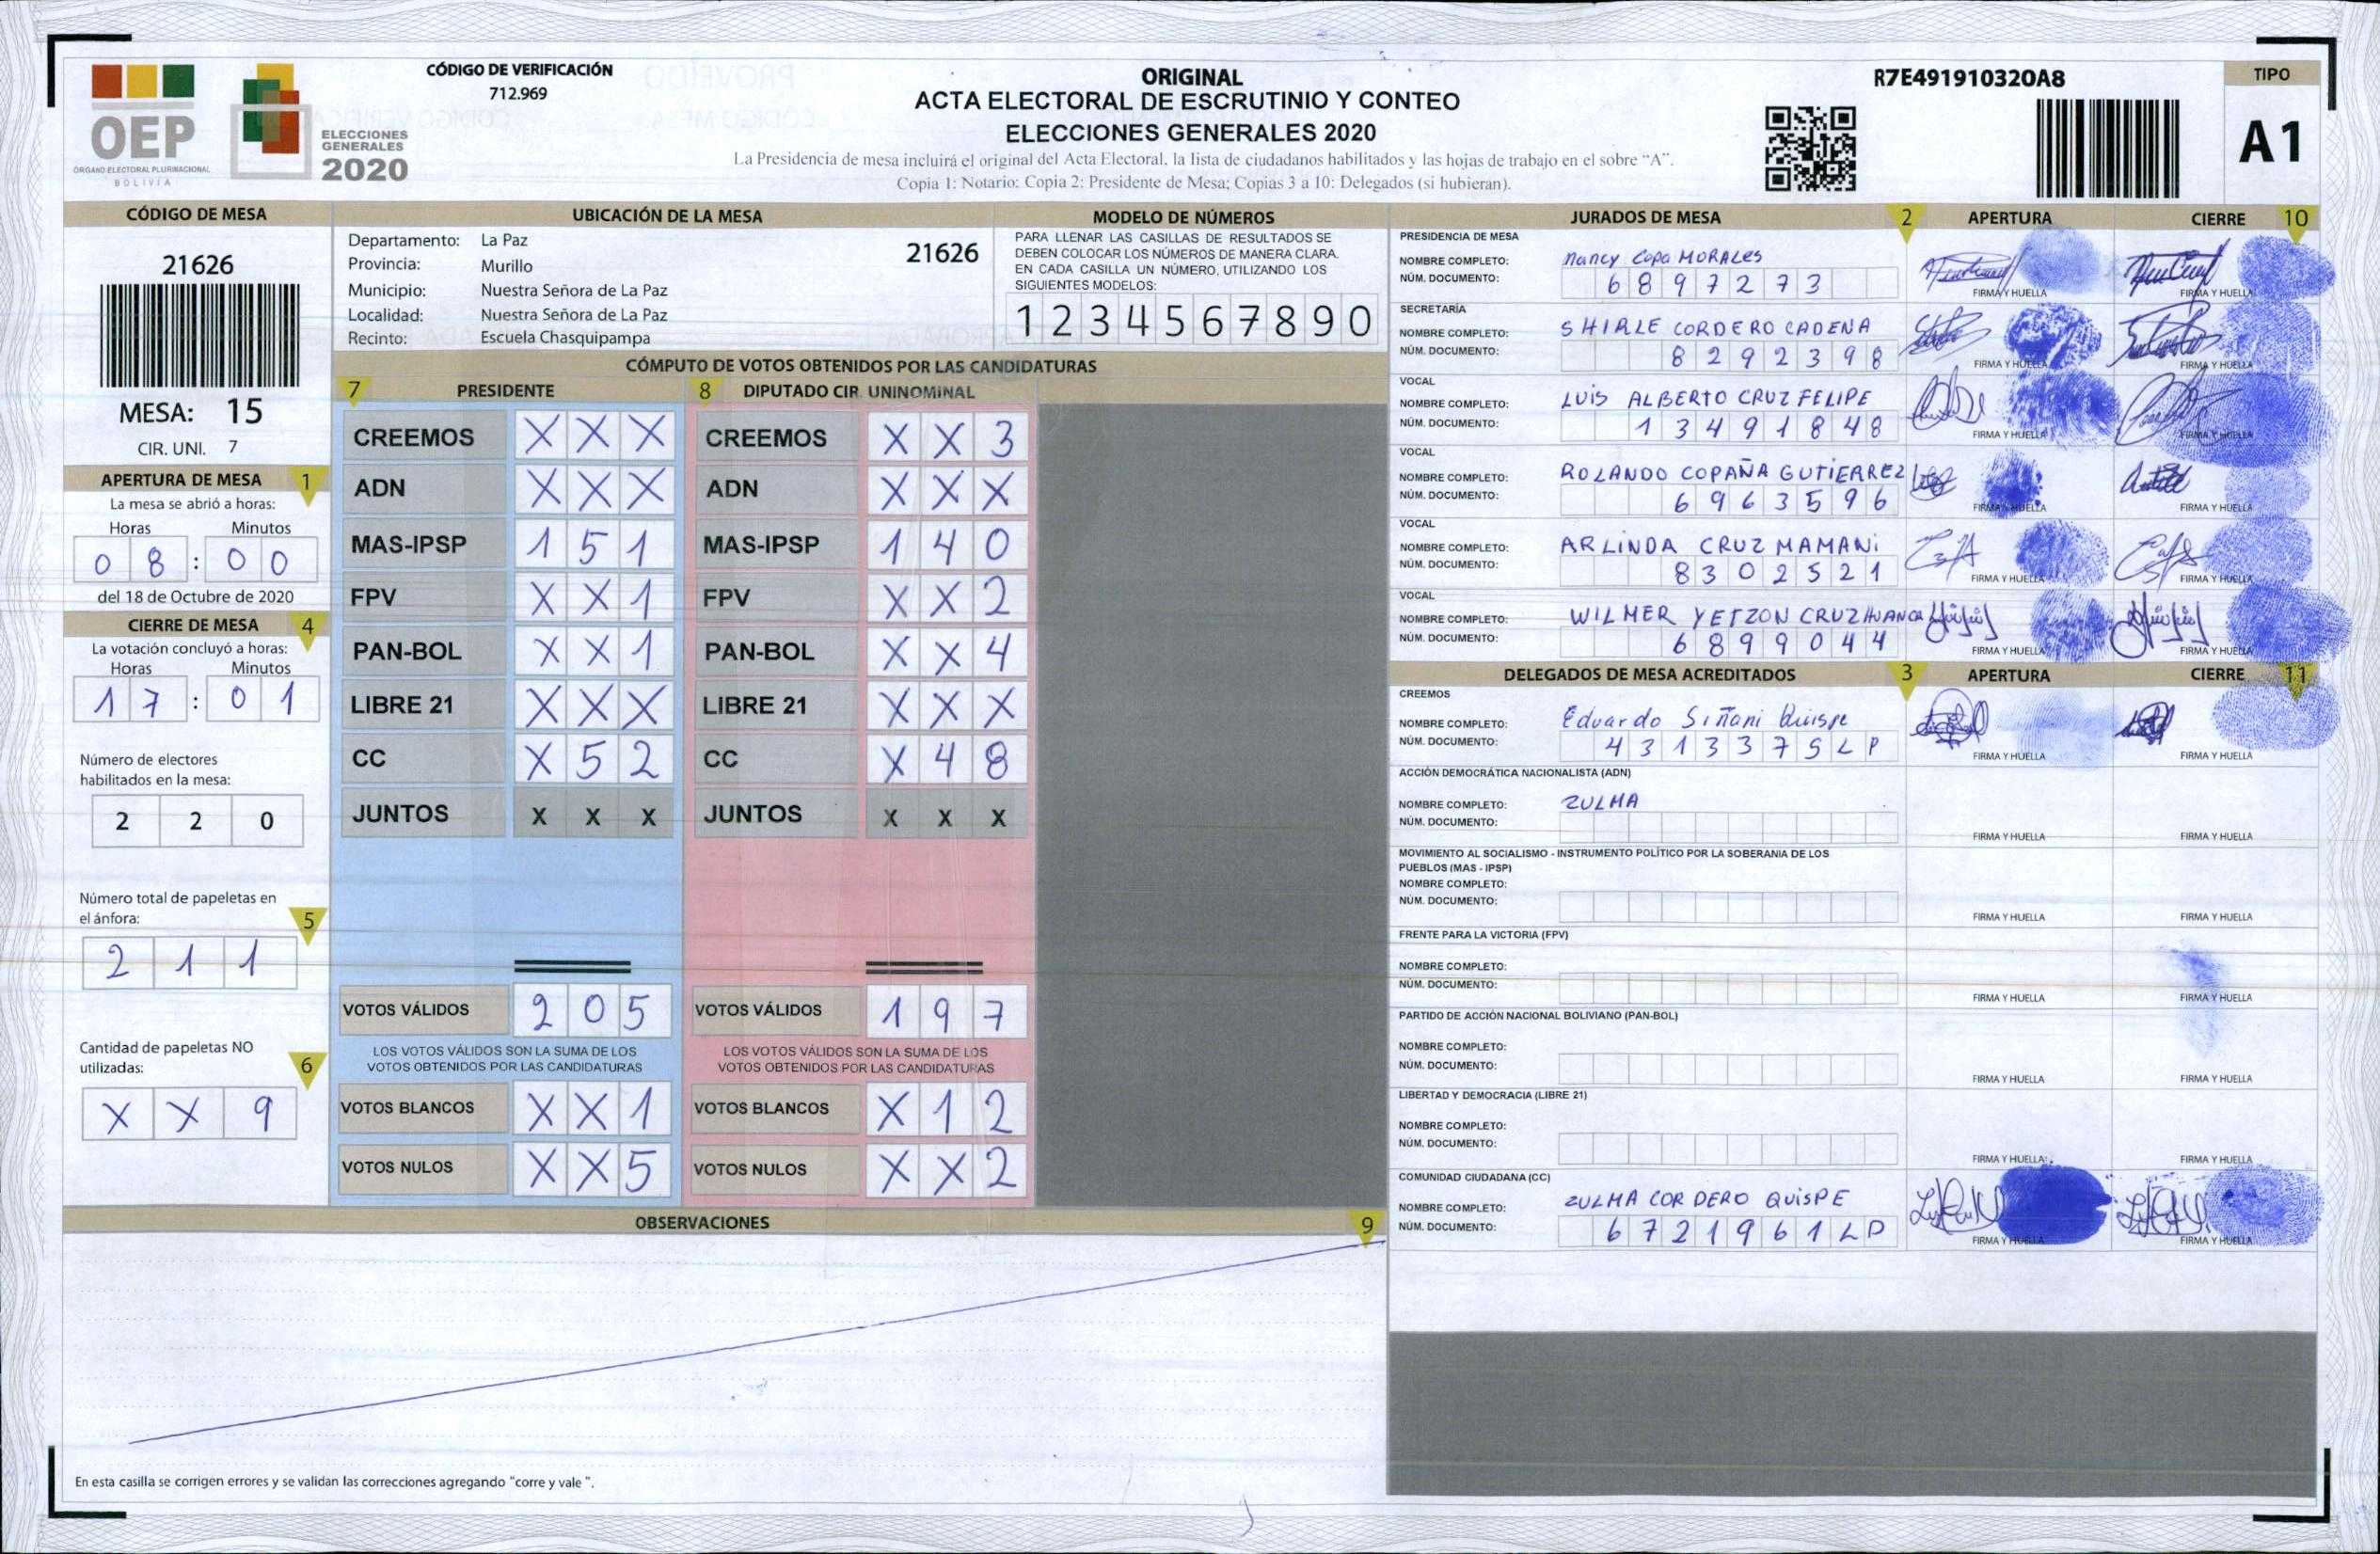 OEP
ÓRGANO ELECTORAL PLURINACIONAL
BOLIVIA
ELECCIONES
GENERALES
2020
CÓDIGO DE VERIFICACIÓN
712.969
ORIGINAL
ACTA ELECTORAL DE ESCRUTINIO Y CONTEO
ELECCIONES GENERALES 2020
La Presidencia de mesa incluirá el original del Acta Electoral, la lista de ciudadanos habilitados y las hojas de trabajo en el sobre "A".
Copia 1: Notario; Copia 2: Presidente de Mesa; Copias 3 a 10: Delegados (si hubieran).
R7E491910320A8
TIPO
A1
CÓDIGO DE MESA
21626
MESA: 15
CIR. UNI. 7
APERTURA DE MESA 1
La mesa se abrió a horas:
Horas Minutos
0 8 : 0 0
del 18 de Octubre de 2020
CIERRE DE MESA 4
La votación concluyó a horas:
Horas Minutos
1 7 : 0 1
Número de electores
habilitados en la mesa:
2 2 0
Número total de papeletas en
el ánfora: 5
2 1 1
Cantidad de papeletas NO
utilizadas: 6
X X 9
UBICACIÓN DE LA MESA
Departamento: La Paz 21626
Provincia: Murillo
Municipio: Nuestra Señora de La Paz
Localidad: Nuestra Señora de La Paz
Recinto: Escuela Chasquipampa
MODELO DE NÚMEROS
PARA LLENAR LAS CASILLAS DE RESULTADOS SE
DEBEN COLOCAR LOS NÚMEROS DE MANERA CLARA.
EN CADA CASILLA UN NÚMERO, UTILIZANDO LOS
SIGUIENTES MODELOS:
1 2 3 4 5 6 7 8 9 0
CÓMPUTO DE VOTOS OBTENIDOS POR LAS CANDIDATURAS
7 PRESIDENTE
CREEMOS X X X
ADN X X X
MAS-IPSP 1 5 1
FPV X X 1
PAN-BOL X X 1
LIBRE 21 X X X
CC X 5 2
JUNTOS X X X
VOTOS VÁLIDOS 2 0 5
LOS VOTOS VÁLIDOS SON LA SUMA DE LOS
VOTOS OBTENIDOS POR LAS CANDIDATURAS
VOTOS BLANCOS X X 1
VOTOS NULOS X X 5
8 DIPUTADO CIR. UNINOMINAL
CREEMOS X X 3
ADN X X X
MAS-IPSP 1 4 0
FPV X X 2
PAN-BOL X X 4
LIBRE 21 X X X
CC X 4 8
JUNTOS X X X
VOTOS VÁLIDOS 1 9 7
LOS VOTOS VÁLIDOS SON LA SUMA DE LOS
VOTOS OBTENIDOS POR LAS CANDIDATURAS
VOTOS BLANCOS X 1 2
VOTOS NULOS X X 2
OBSERVACIONES 9
En esta casilla se corrigen errores y se validan las correcciones agregando "corre y vale ".
JURADOS DE MESA 2 APERTURA CIERRE 10
PRESIDENCIA DE MESA
NOMBRE COMPLETO: Nancy Copa MORALES
NÚM. DOCUMENTO: 6 8 9 7 2 7 3
FIRMA Y HUELLA FIRMA Y HUELLA
SECRETARÍA
NOMBRE COMPLETO: SHIRLE CORDERO CADENA
NÚM. DOCUMENTO: 8 2 9 2 3 9 8
FIRMA Y HUELLA FIRMA Y HUELLA
VOCAL
NOMBRE COMPLETO: LUiS ALBERTO CRUZ FELIPE
NÚM. DOCUMENTO: 1 3 4 9 1 8 4 8
FIRMA Y HUELLA FIRMA Y HUELLA
VOCAL
NOMBRE COMPLETO: ROLANDO COPAÑA GUTIERREZ
NÚM. DOCUMENTO: 6 9 6 3 5 9 6
FIRMA Y HUELLA FIRMA Y HUELLA
VOCAL
NOMBRE COMPLETO: ARLINDA CRUZ MAMANi
NÚM. DOCUMENTO: 8 3 0 2 5 2 1
FIRMA Y HUELLA FIRMA Y HUELLA
VOCAL
NOMBRE COMPLETO: WILMER YETZON CRUZ HUANCA
NÚM. DOCUMENTO: 6 8 9 9 0 4 4
FIRMA Y HUELLA FIRMA Y HUELLA
DELEGADOS DE MESA ACREDITADOS 3 APERTURA CIERRE 11
CREEMOS
NOMBRE COMPLETO: Eduardo Siñani Quispe
NÚM. DOCUMENTO: 4 3 1 3 3 7 5 L P
FIRMA Y HUELLA FIRMA Y HUELLA
ACCIÓN DEMOCRÁTICA NACIONALISTA (ADN)
NOMBRE COMPLETO: ZULMA
NÚM. DOCUMENTO:
FIRMA Y HUELLA FIRMA Y HUELLA
MOVIMIENTO AL SOCIALISMO - INSTRUMENTO POLÍTICO POR LA SOBERANIA DE LOS
PUEBLOS (MAS - IPSP)
NOMBRE COMPLETO:
NÚM. DOCUMENTO:
FIRMA Y HUELLA FIRMA Y HUELLA
FRENTE PARA LA VICTORIA (FPV)
NOMBRE COMPLETO:
NÚM. DOCUMENTO:
FIRMA Y HUELLA FIRMA Y HUELLA
PARTIDO DE ACCIÓN NACIONAL BOLIVIANO (PAN-BOL)
NOMBRE COMPLETO:
NÚM. DOCUMENTO:
FIRMA Y HUELLA FIRMA Y HUELLA
LIBERTAD Y DEMOCRACIA (LIBRE 21)
NOMBRE COMPLETO:
NÚM. DOCUMENTO:
FIRMA Y HUELLA FIRMA Y HUELLA
COMUNIDAD CIUDADANA (CC)
NOMBRE COMPLETO: ZULMA CORDERO QUiSPE
NÚM. DOCUMENTO: 6 7 2 1 9 6 1 L P
FIRMA Y HUELLA FIRMA Y HUELLA